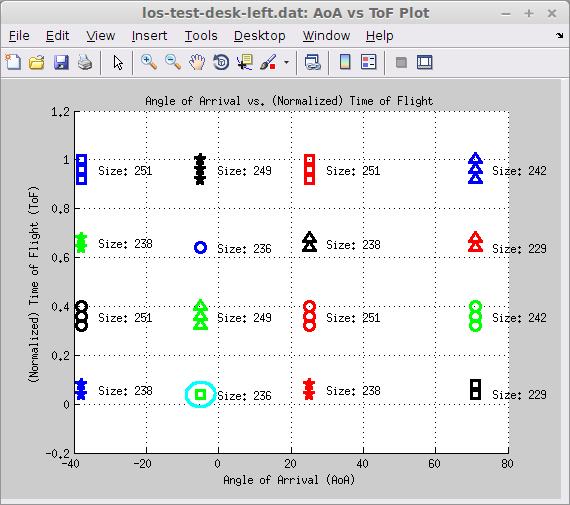 los-test-desk-left.dat: AoA vs ToF Plot
File Edit View Insert Tools Desktop Window Help
Angle of Arrival vs. (Normalized) Time of Flight
1.2
1
Size: 251 Size: 249 Size: 251 Size: 242
0.8
Size: 238 Size: 236 Size: 238 Size: 229
0.6
(Normalized) Time of Flight (ToF)
0.4
Size: 251 Size: 249 Size: 251 Size: 242
0.2
Size: 238 Size: 236 Size: 238 Size: 229
0
-0.2
-40 -20 0 20 40 60 80
Angle of Arrival (AoA)